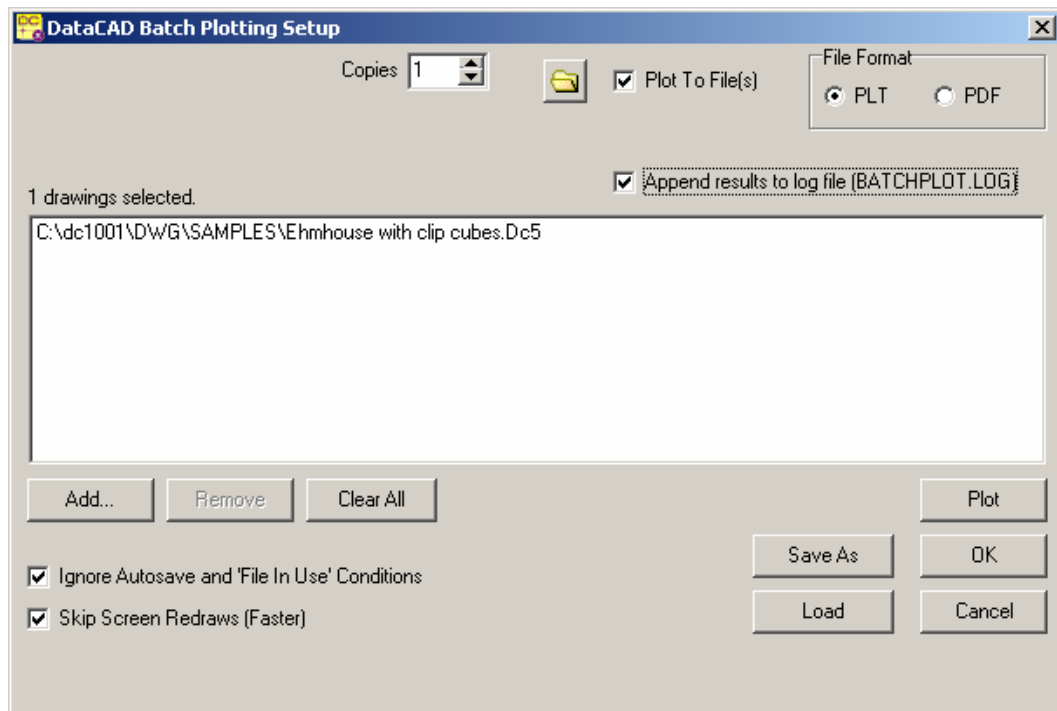 DataCAD Batch Plotting Setup
Copies 1
Plot To File(s)
File Format
PLT PDF
Append results to log file (BATCHPLOT.LOG)
1 drawings selected.
C:\dc1001\DWG\SAMPLES\Ehmhouse with clip cubes.Dc5
Add... Remove Clear All Plot
Save As OK
Ignore Autosave and 'File In Use' Conditions
Load Cancel
Skip Screen Redraws (Faster)